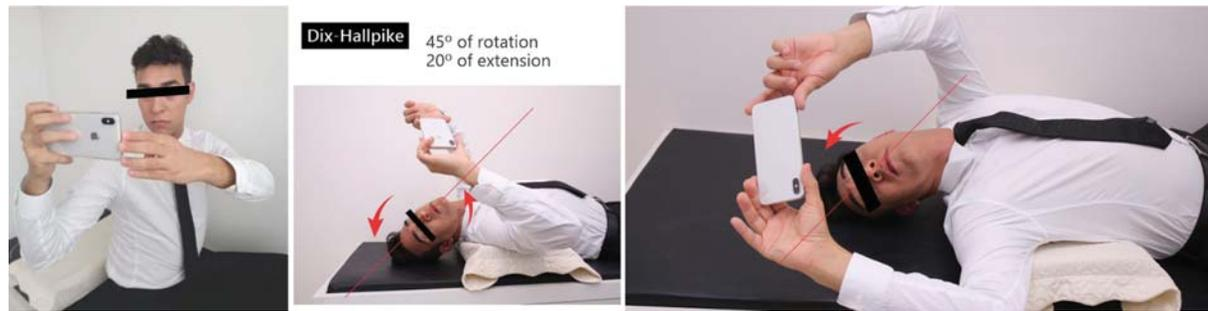 Dix-Hallpike
45º of rotation
20º of extension